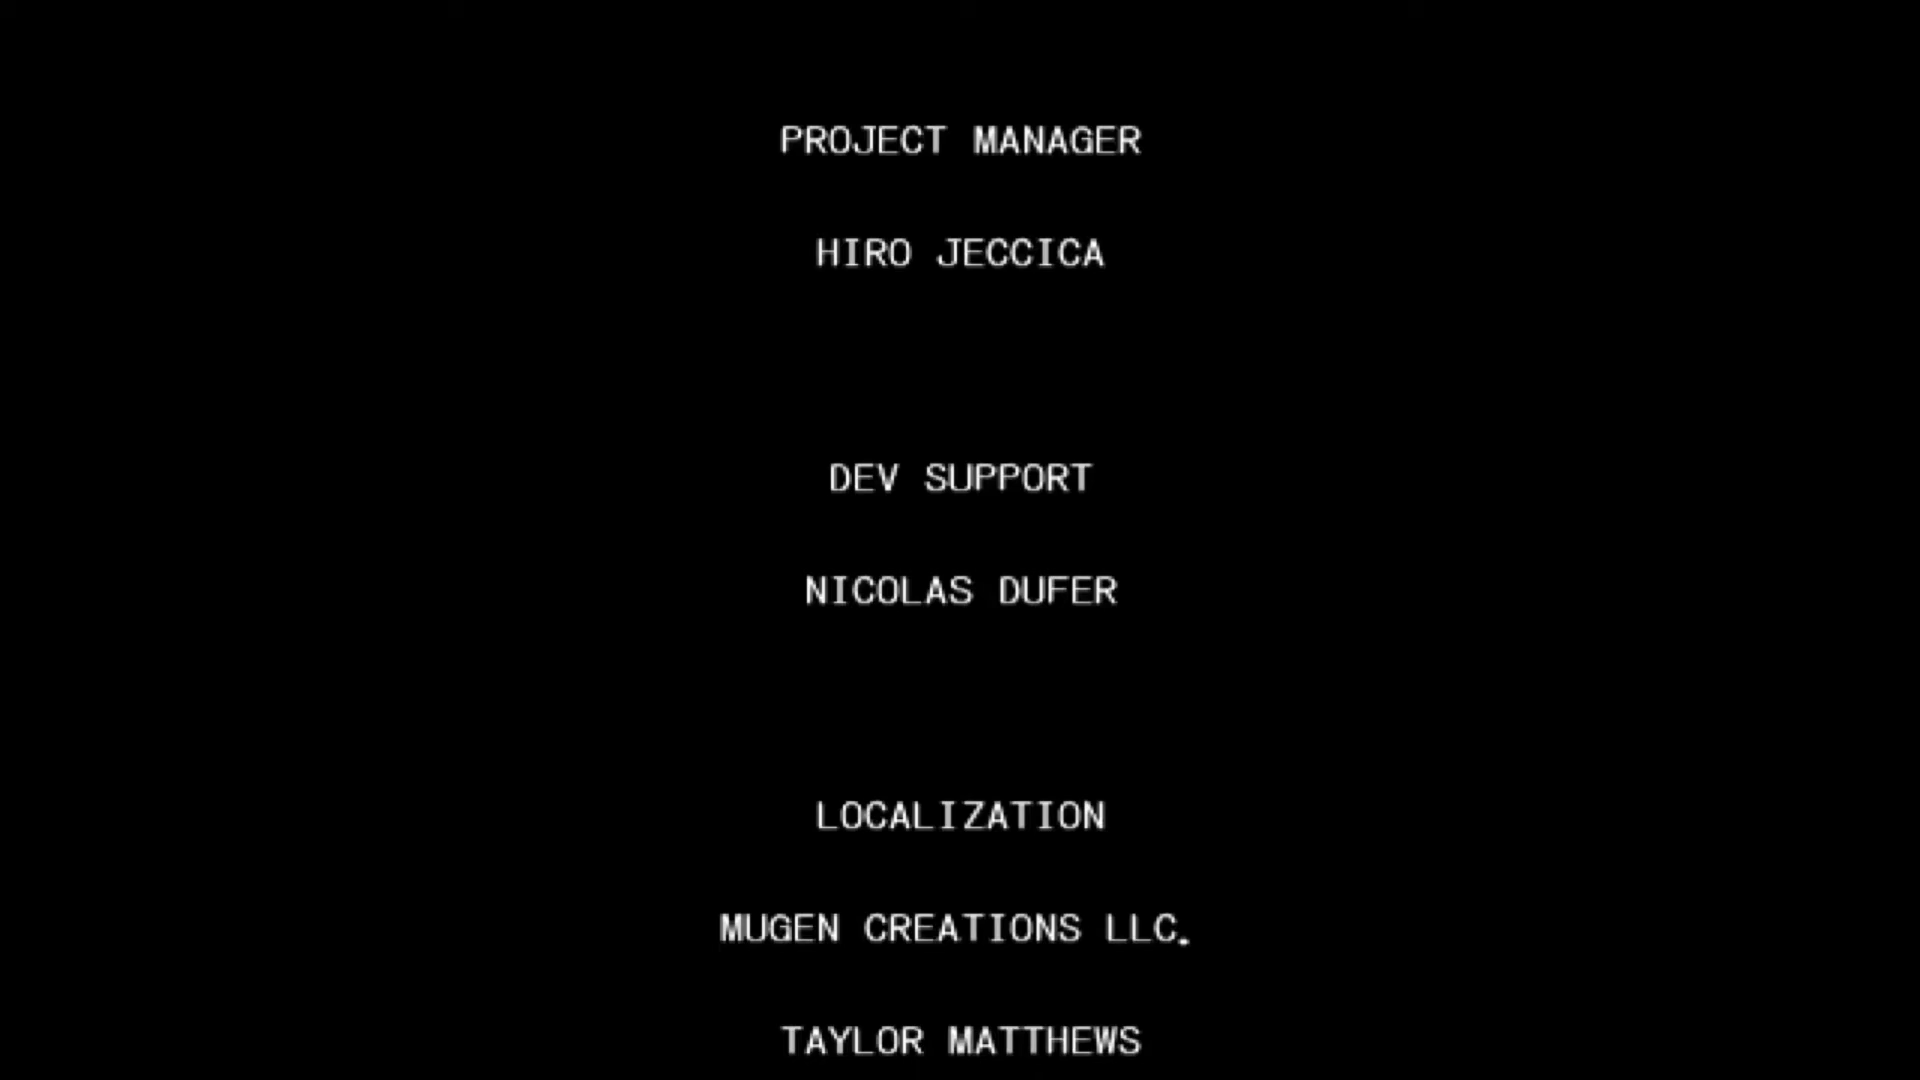 PROJECT MANAGER
HIRO JECCICA
DEV SUPPORT
NICOLAS DUFER
LOCALIZATION
MUGEN CREATIONS LLC.
TAYLOR MATTHEWS